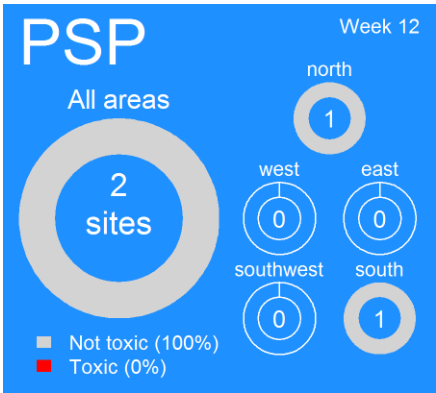 PSP
Week 12
All areas
2
sites
north
1
west
0
east
0
southwest
0
south
1
Not toxic (100%)
Toxic (0%)